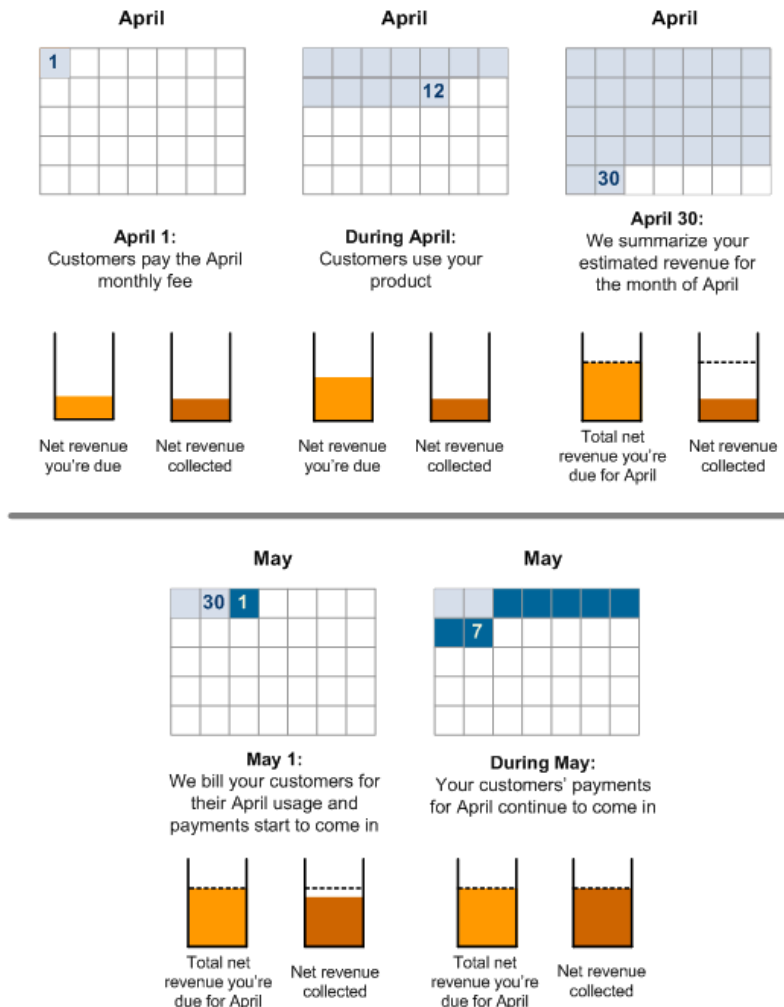 April
April
April
1
12
30
April 1:
Customers pay the April
monthly fee
During April:
Customers use your
product
April 30:
We summarize your
estimated revenue for
the month of April
Net revenue
you're due
Net revenue
collected
Net revenue
you're due
Net revenue
collected
Total net
revenue you're
due for April
Net revenue
collected
May
May
30 1
7
May 1:
We bill your customers for
their April usage and
payments start to come in
During May:
Your customers’ payments
for April continue to come in
Total net
revenue you're
due for April
Net revenue
collected
Total net
revenue you're
due for April
Net revenue
collected